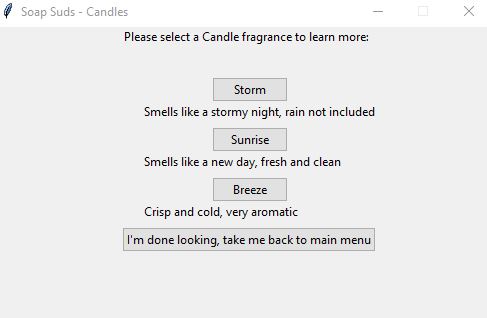 Soap Suds - Candles
Please select a Candle fragrance to learn more:
Storm
Smells like a stormy night, rain not included
Sunrise
Smells like a new day, fresh and clean
Breeze
Crisp and cold, very aromatic
I'm done looking, take me back to main menu